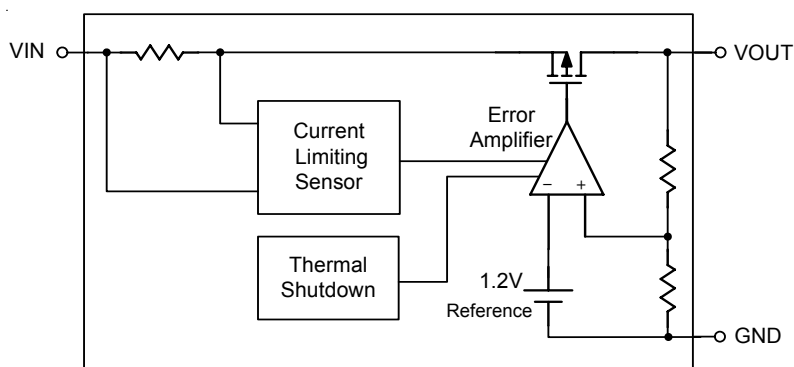 VIN
VOUT
Error
Amplifier
Current
Limiting
Sensor
− +
Thermal
Shutdown
1.2V
Reference
GND